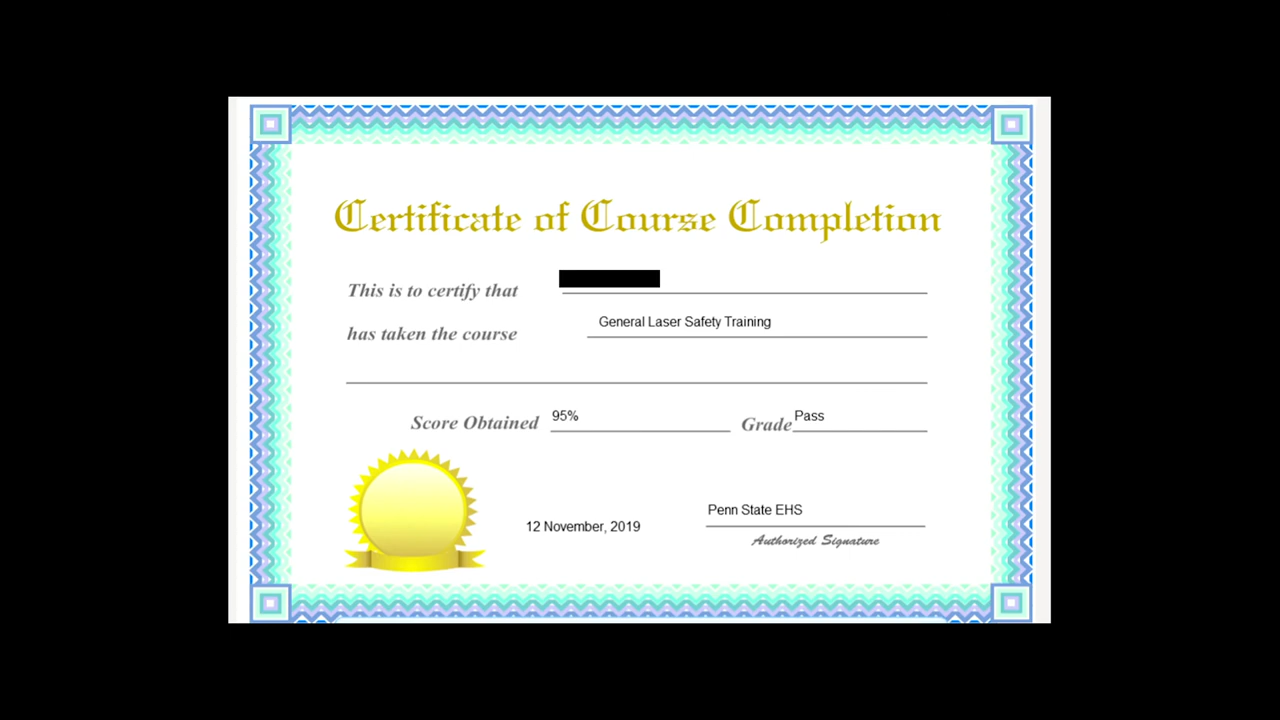 Certificate of Course Completion
This is to certify that
has taken the course General Laser Safety Training
Score Obtained 95% Grade Pass
12 November, 2019 Penn State EHS
Authorized Signature